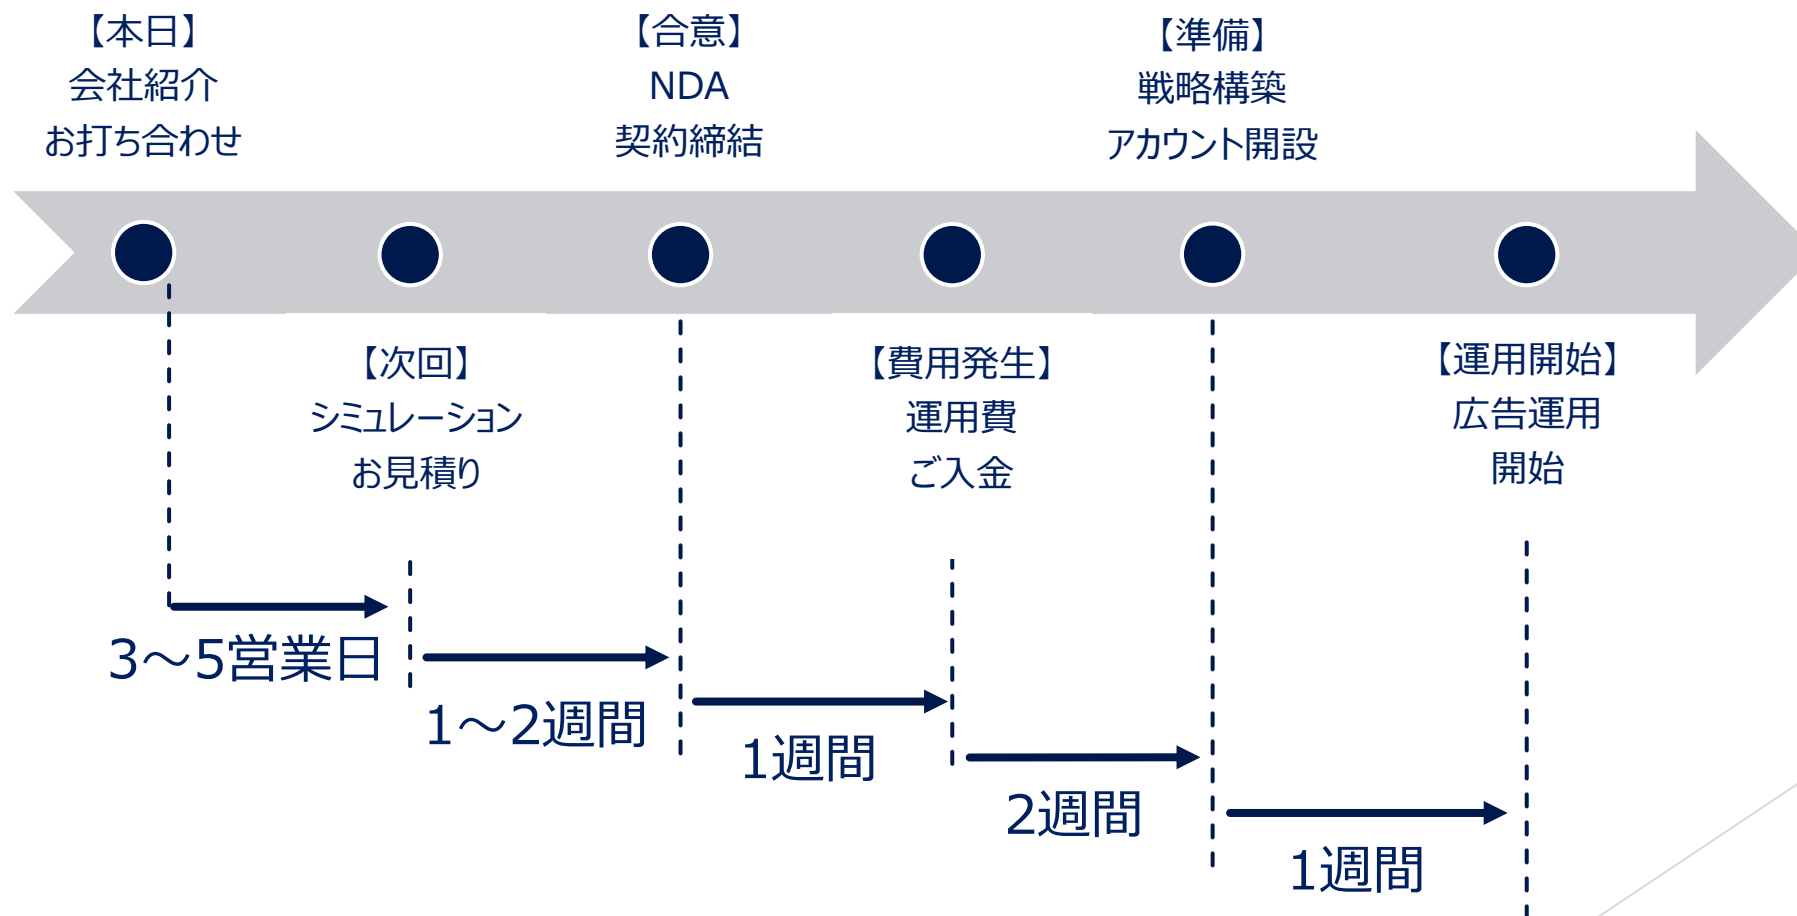 【本日】
会社紹介
お打ち合わせ
【合意】
NDA
契約締結
【準備】
戦略構築
アカウント開設
【次回】
シミュレーション
お見積り
【費用発生】
運用費
ご入金
【運用開始】
広告運用
開始
3～5営業日
1～2週間
1週間
2週間
1週間